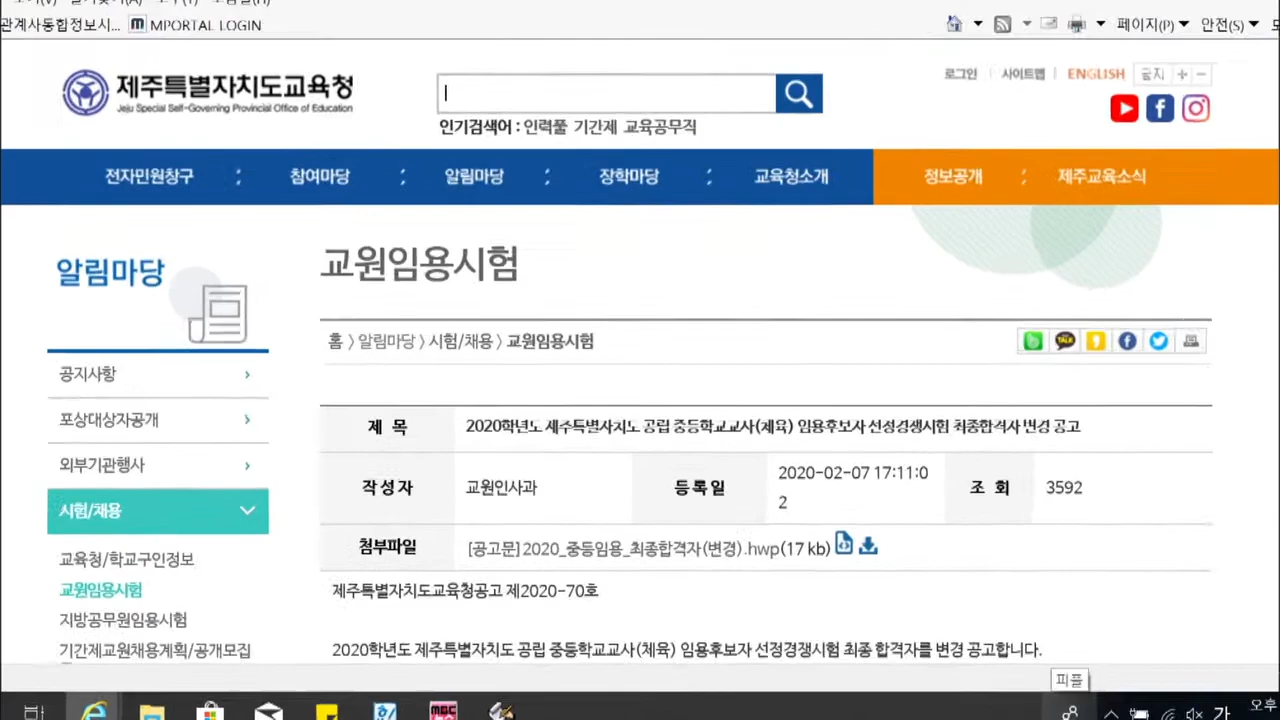 관계사동합정보시... MPORTAL LOGIN
페이지(P) 안전(S)
제주특별자치도교육청
Jeju Special Self-Governing Provincial Office of Education
로그인 사이트맵 ENGLISH 글지 + -
인기검색어 : 인력풀 기간제 교육공무직
전자민원창구 참여마당 알림마당 장학마당 교육청소개 정보공개 제주교육소식
알림마당
교원임용시험
홈 > 알림마당 > 시험/채용 > 교원임용시험
공지사항
포상대상자공개
외부기관행사
시험/채용
교육청/학교구인정보
교원임용시험
지방공무원임용시험
기간제교원채용계획/공개모집
제 목 2020학년도 제주특별자치도 공립 중등학교교사(체육) 임용후보자 선정경쟁시험 최종합격자 변경 공고
작성자 교원인사과 등록일 2020-02-07 17:11:0
2 조 회 3592
첨부파일 [공고문]2020_중등임용_최종합격자(변경).hwp(17 kb)
제주특별자치도교육청공고 제2020-70호
2020학년도 제주특별자치도 공립 중등학교교사(체육) 임용후보자 선정경쟁시험 최종 합격자를 변경 공고합니다.
피플
MBC
가 오후